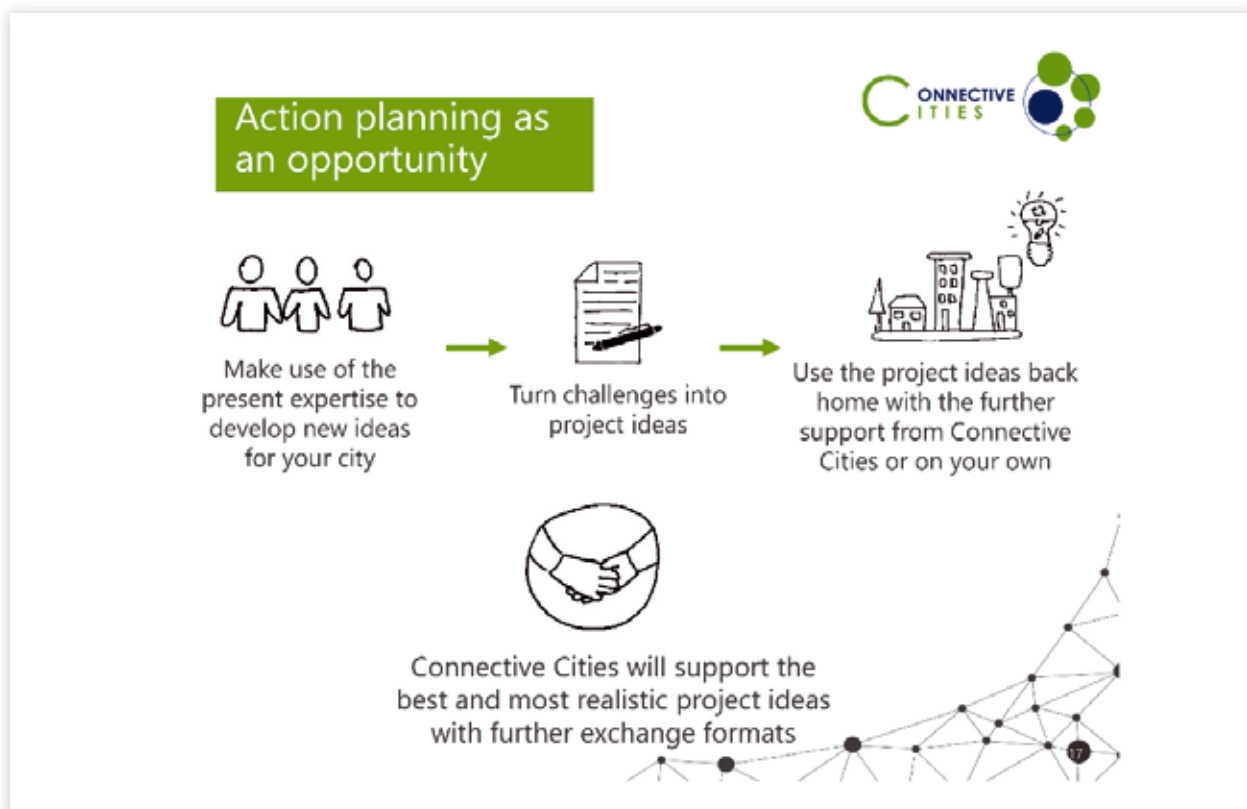 Action planning as
an opportunity
CONNECTIVE
CITIES
Make use of the
present expertise to
develop new ideas
for your city
Turn challenges into
project ideas
Use the project ideas back
home with the further
support from Connective
Cities or on your own
Connective Cities will support the
best and most realistic project ideas
with further exchange formats
17